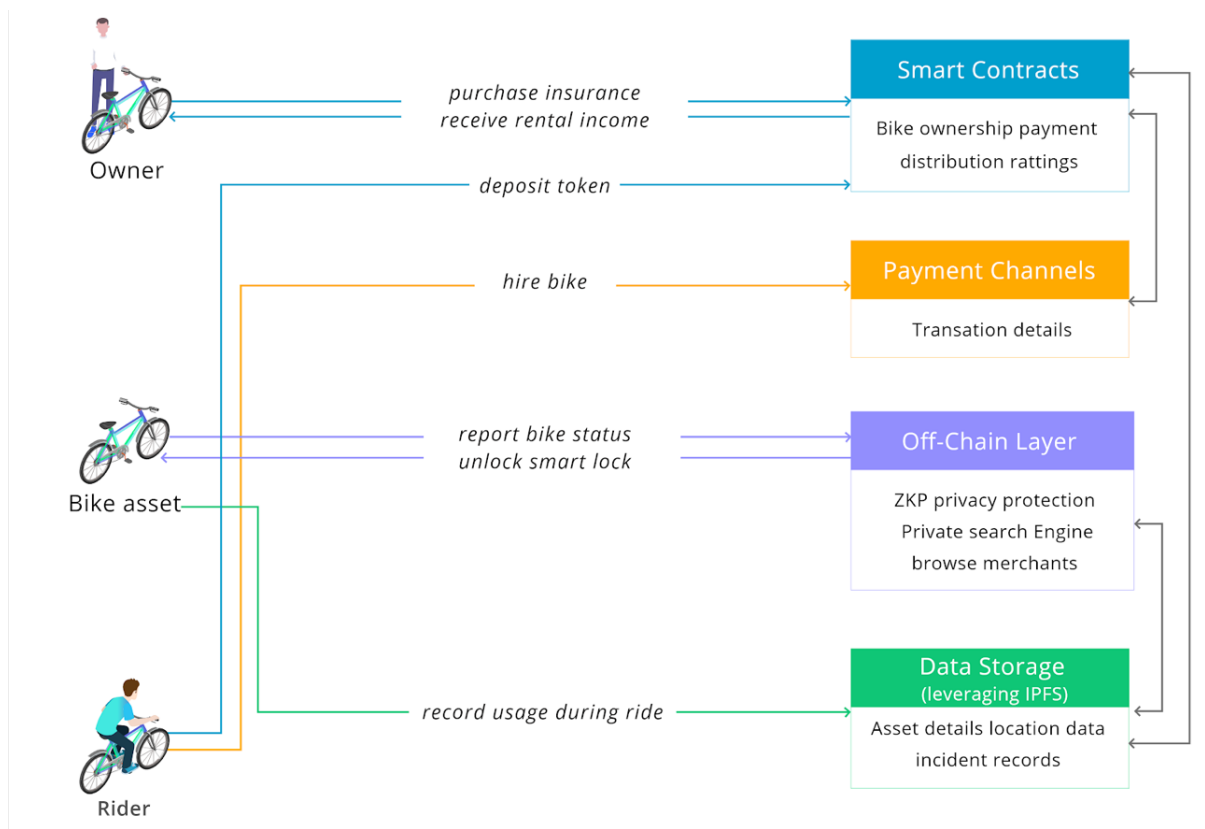 Smart Contracts
purchase insurance
receive rental income
Bike ownership payment
distribution rattings
Owner
deposit token
Payment Channels
hire bike
Transation details
report bike status
unlock smart lock
Off-Chain Layer
Bike asset
ZKP privacy protection
Private search Engine
browse merchants
Data Storage
(leveraging IPFS)
record usage during ride
Asset details location data
incident records
Rider